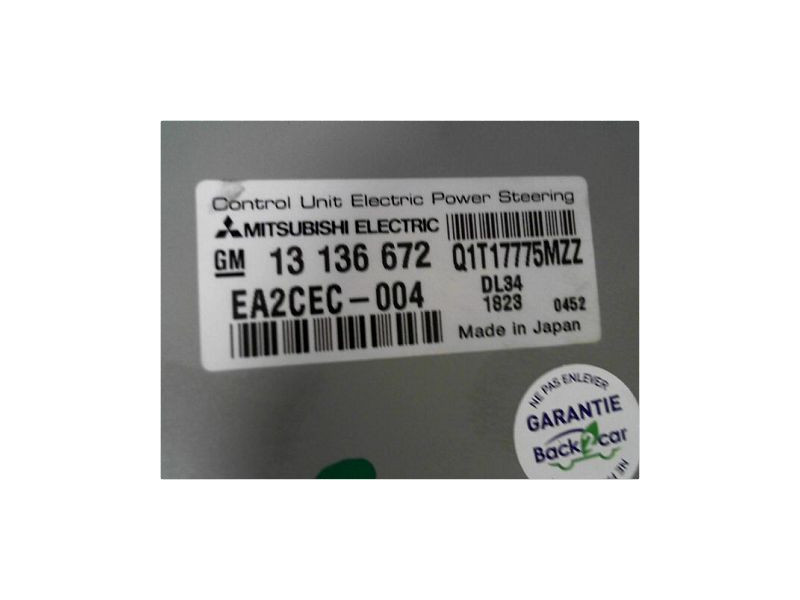 Control Unit Electric Power Steering
MITSUBISHI ELECTRIC
GM 13 136 672 Q1T17775MZZ
EA2CEC-004 DL34
1823 0452
Made in Japan
NE PAS ENLEVER
GARANTIE
Back2car
NE